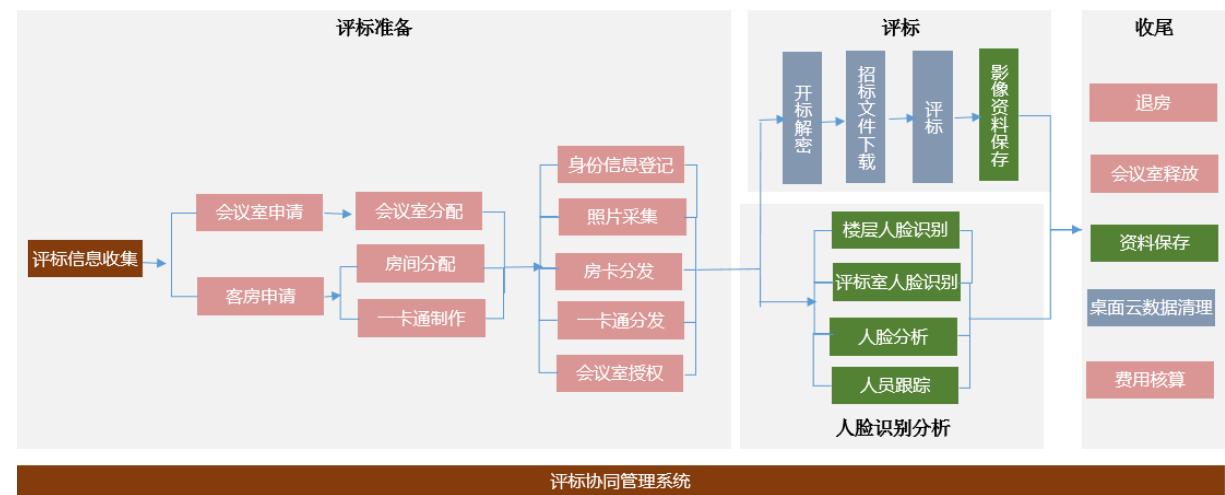 评标准备
评标信息收集
会议室申请
客房申请
会议室分配
房间分配
一卡通制作
身份信息登记
照片采集
房卡分发
一卡通分发
会议室授权
评标
开标解密
招标文件下载
评标
影像资料保存
楼层人脸识别
评标室人脸识别
人脸分析
人员跟踪
人脸识别分析
收尾
退房
会议室释放
资料保存
桌面云数据清理
费用核算
评标协同管理系统